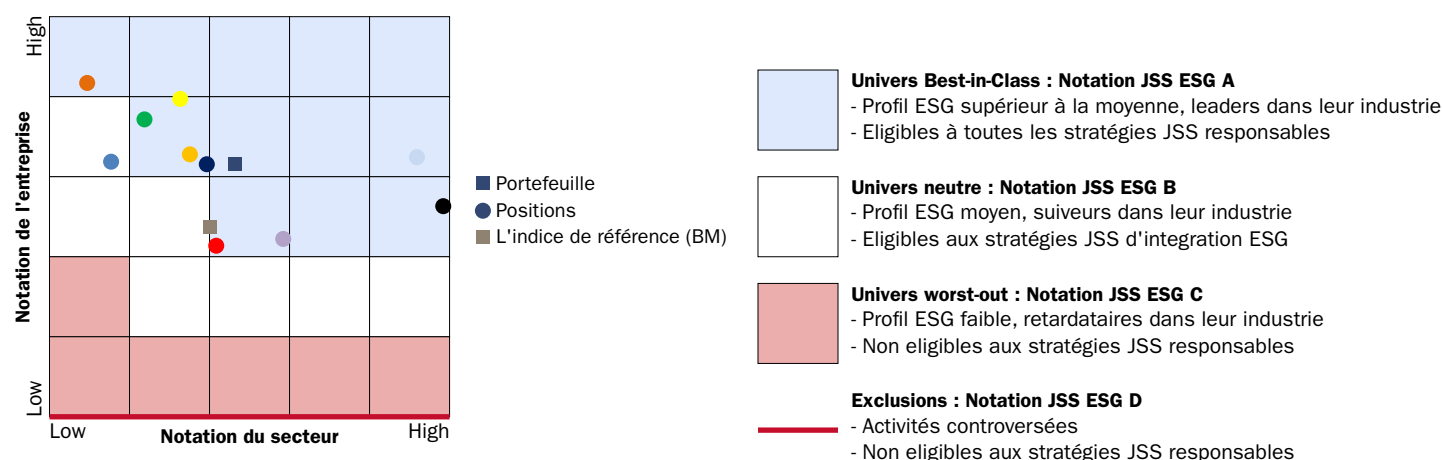 High
Notation de l'entreprise
Low
Low
Notation du secteur
High
Portefeuille
Positions
L'indice de référence (BM)
Univers Best-in-Class : Notation JSS ESG A
- Profil ESG supérieur à la moyenne, leaders dans leur industrie
- Eligibles à toutes les stratégies JSS responsables
Univers neutre : Notation JSS ESG B
- Profil ESG moyen, suiveurs dans leur industrie
- Eligibles aux stratégies JSS d'integration ESG
Univers worst-out : Notation JSS ESG C
- Profil ESG faible, retardataires dans leur industrie
- Non eligibles aux stratégies JSS responsables
Exclusions : Notation JSS ESG D
- Activités controversées
- Non eligibles aux stratégies JSS responsables